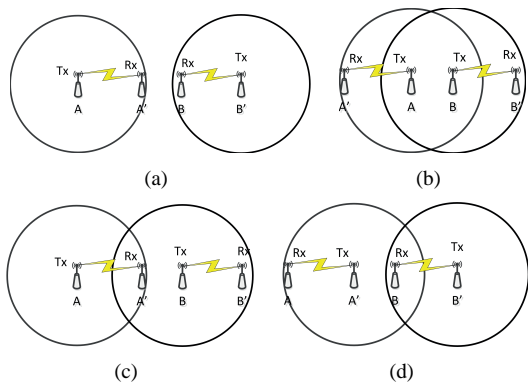 Tx Rx Rx Tx
A A' B B'
(a)
Rx Tx Tx Rx
A' A B B'
(b)
Tx Rx Tx Rx
A A' B B'
(c)
Rx Tx Rx Tx
A A' B B'
(d)